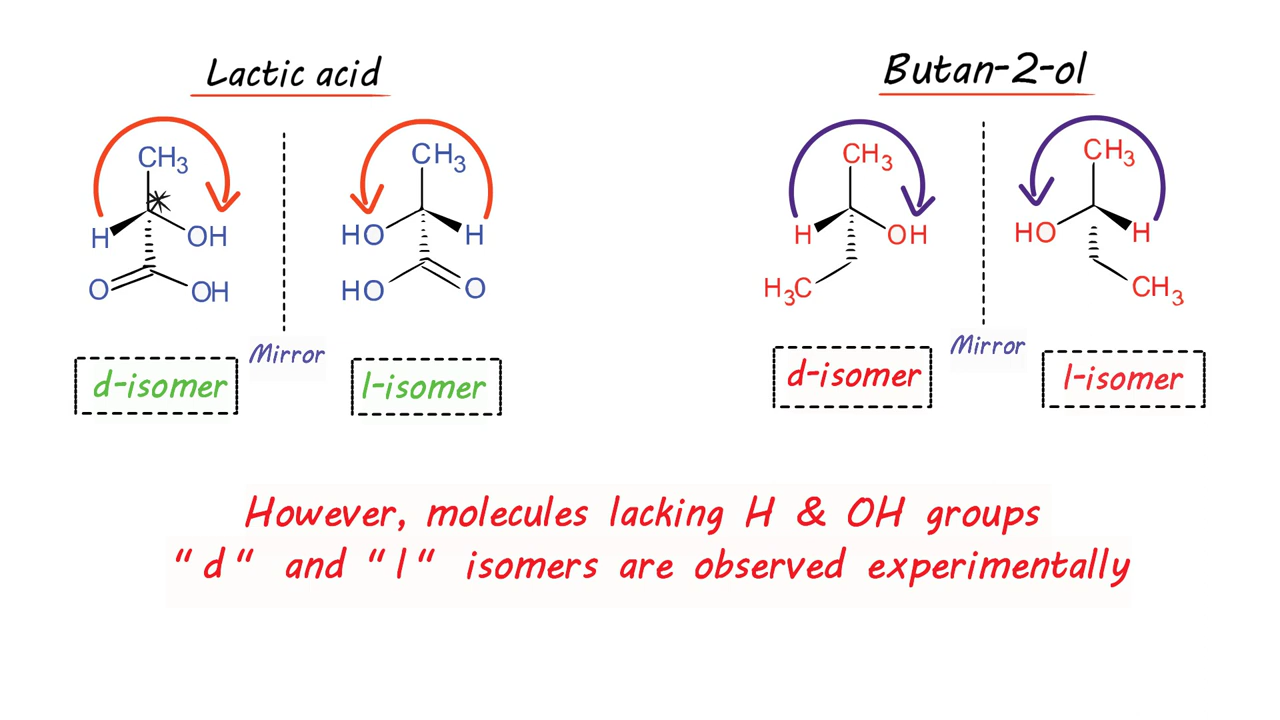 Lactic acid
Butan-2-ol
CH3
CH3
CH3
CH3
H
OH
HO
H
H
OH
HO
H
O
OH
HO
O
H3C
CH3
Mirror
Mirror
d-isomer
l-isomer
d-isomer
l-isomer
However, molecules lacking H & OH groups
"d" and "l" isomers are observed experimentally